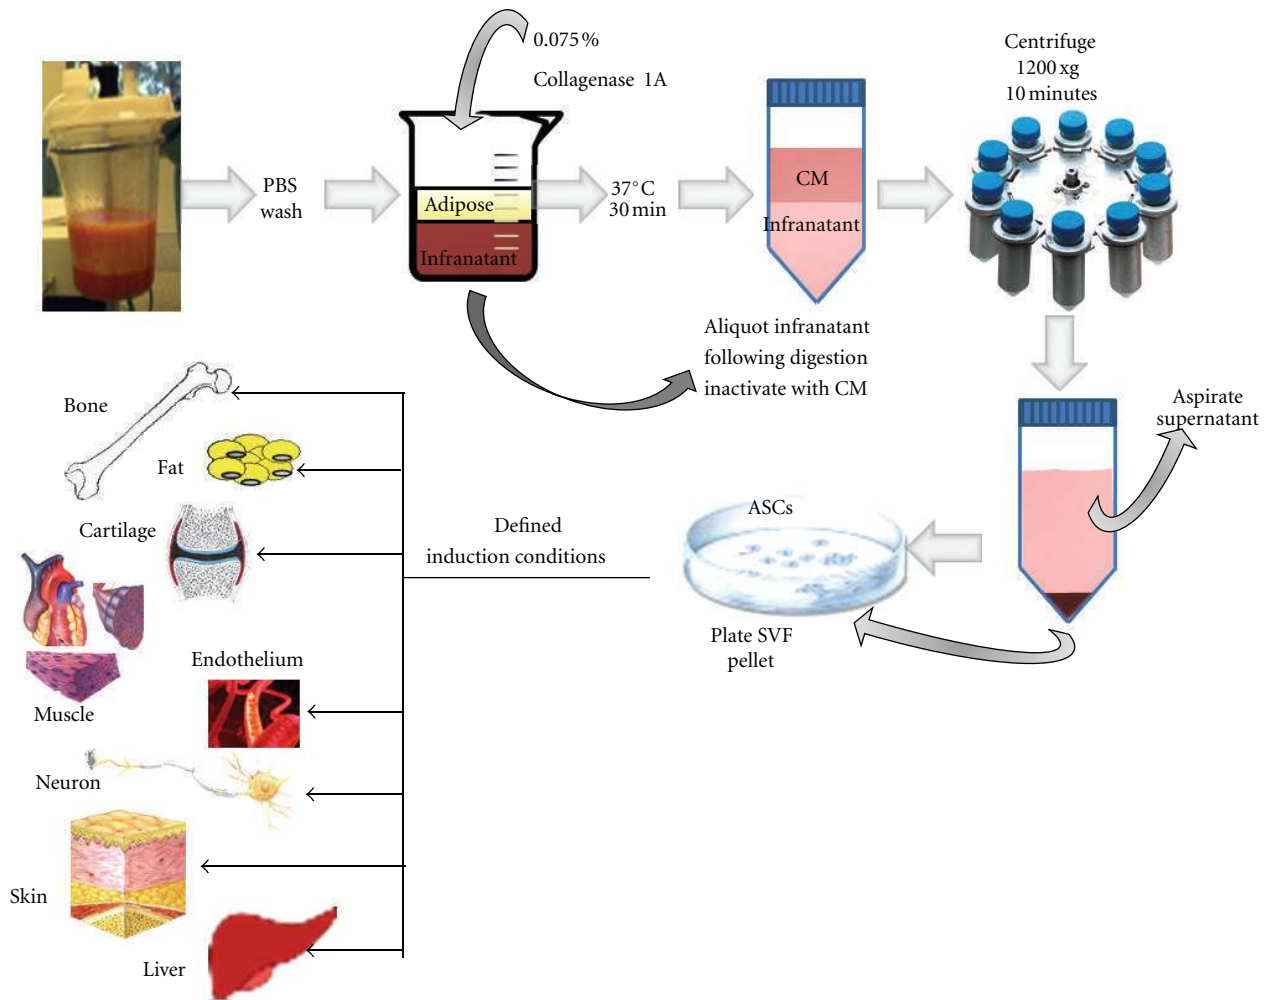 0.075%
Collagenase 1A
PBS
wash
Adipose
Infranatant
37°C
30 min
CM
Infranatant
Centrifuge
1200 xg
10 minutes
Aliquot infranatant
following digestion
inactivate with CM
Aspirate
supernatant
ASCs
Plate SVF
pellet
Defined
induction conditions
Bone
Fat
Cartilage
Muscle
Endothelium
Neuron
Skin
Liver